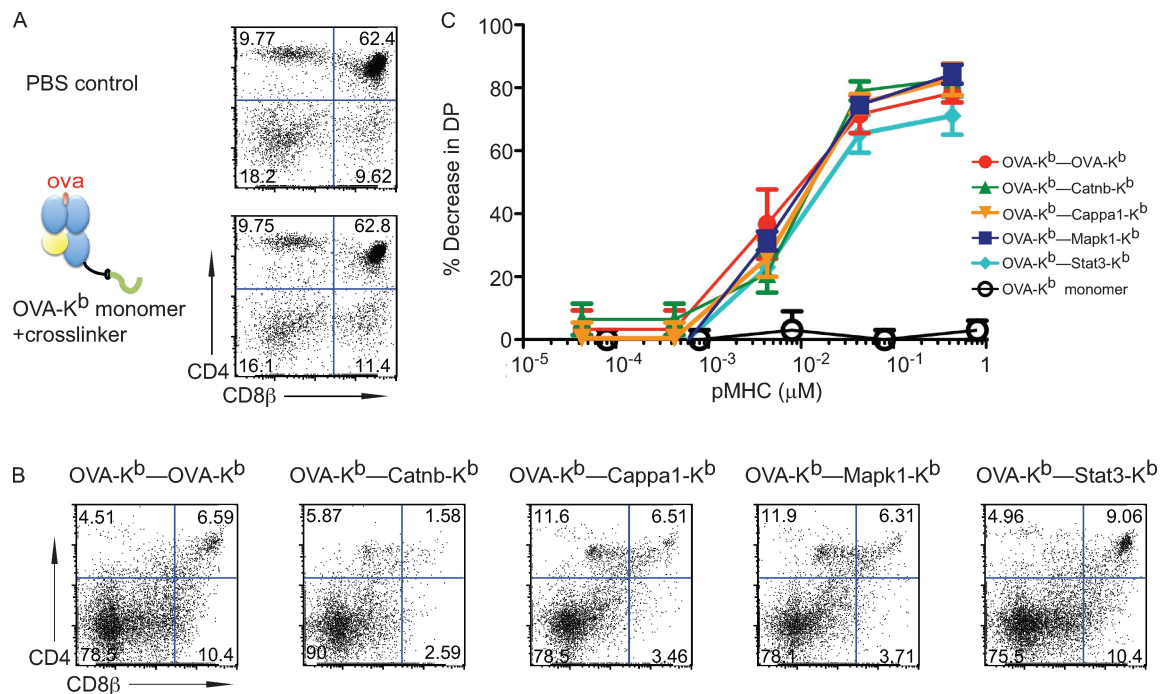 A
C
PBS control
9.77 62.4
18.2 9.62
ova
OVA-Kb monomer
+crosslinker
9.75 62.8
16.1 11.4
CD4
CD8β
% Decrease in DP
100
80
60
40
20
0
10-5 10-4 10-3 10-2 10-1 1
pMHC (μM)
OVA-Kb—OVA-Kb
OVA-Kb—Catnb-Kb
OVA-Kb—Cappa1-Kb
OVA-Kb—Mapk1-Kb
OVA-Kb—Stat3-Kb
OVA-Kb monomer
B
OVA-Kb—OVA-Kb OVA-Kb—Catnb-Kb OVA-Kb—Cappa1-Kb OVA-Kb—Mapk1-Kb OVA-Kb—Stat3-Kb
4.51 6.59 5.87 1.58 11.6 6.51 11.9 6.31 4.96 9.06
78.5 10.4 90 2.59 78.5 3.46 78.1 3.71 75.5 10.4
CD4
CD8β